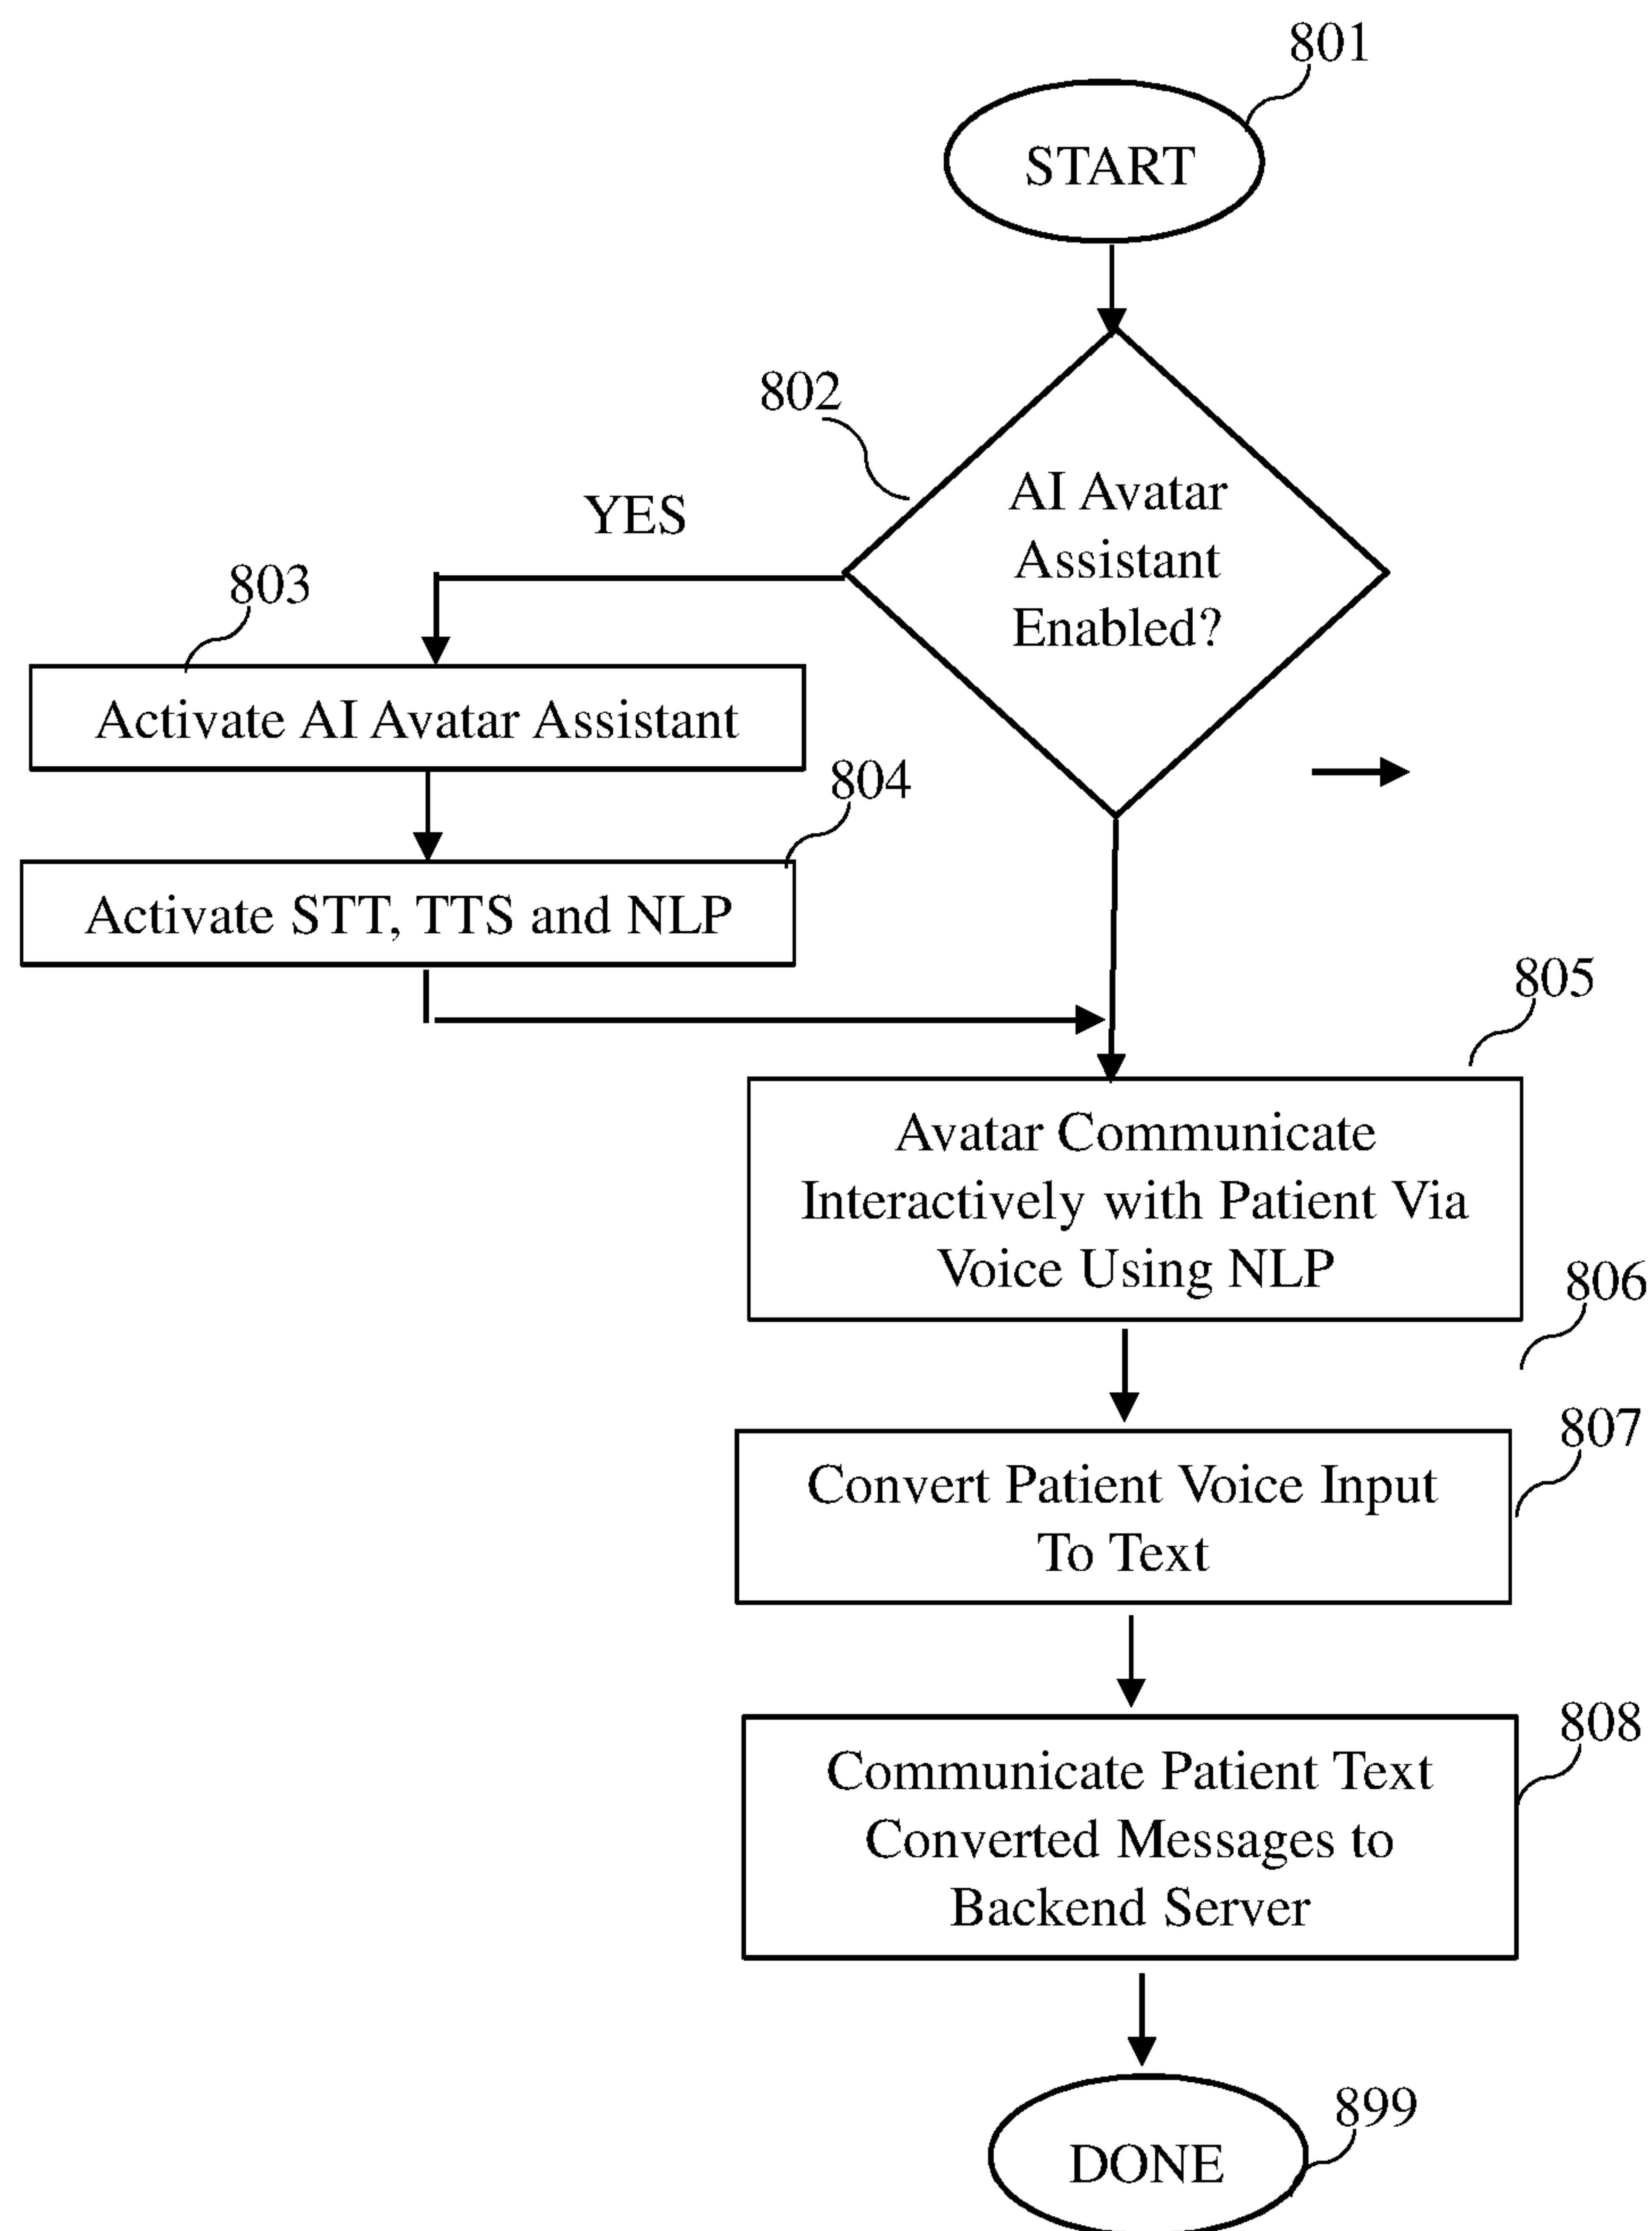 801
START
802
AI Avatar
Assistant
Enabled?
YES
803
Activate AI Avatar Assistant
804
Activate STT, TTS and NLP
805
Avatar Communicate
Interactively with Patient Via
Voice Using NLP
806
807
Convert Patient Voice Input
To Text
808
Communicate Patient Text
Converted Messages to
Backend Server
899
DONE